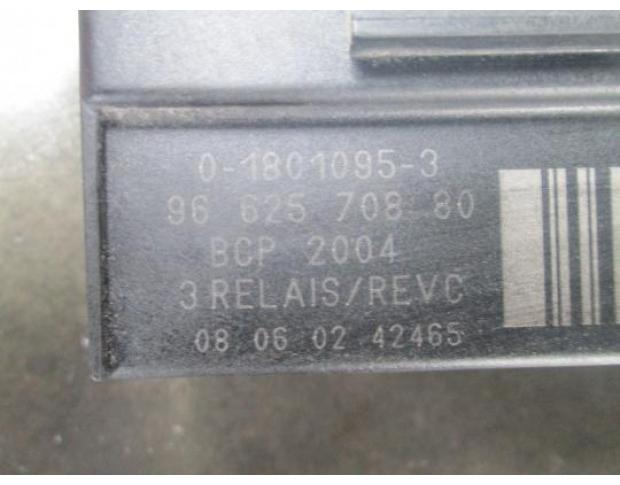 0-1801095-3
96 625 708 80
BCP 2004
3 RELAIS/REVC
08 06 02 42465